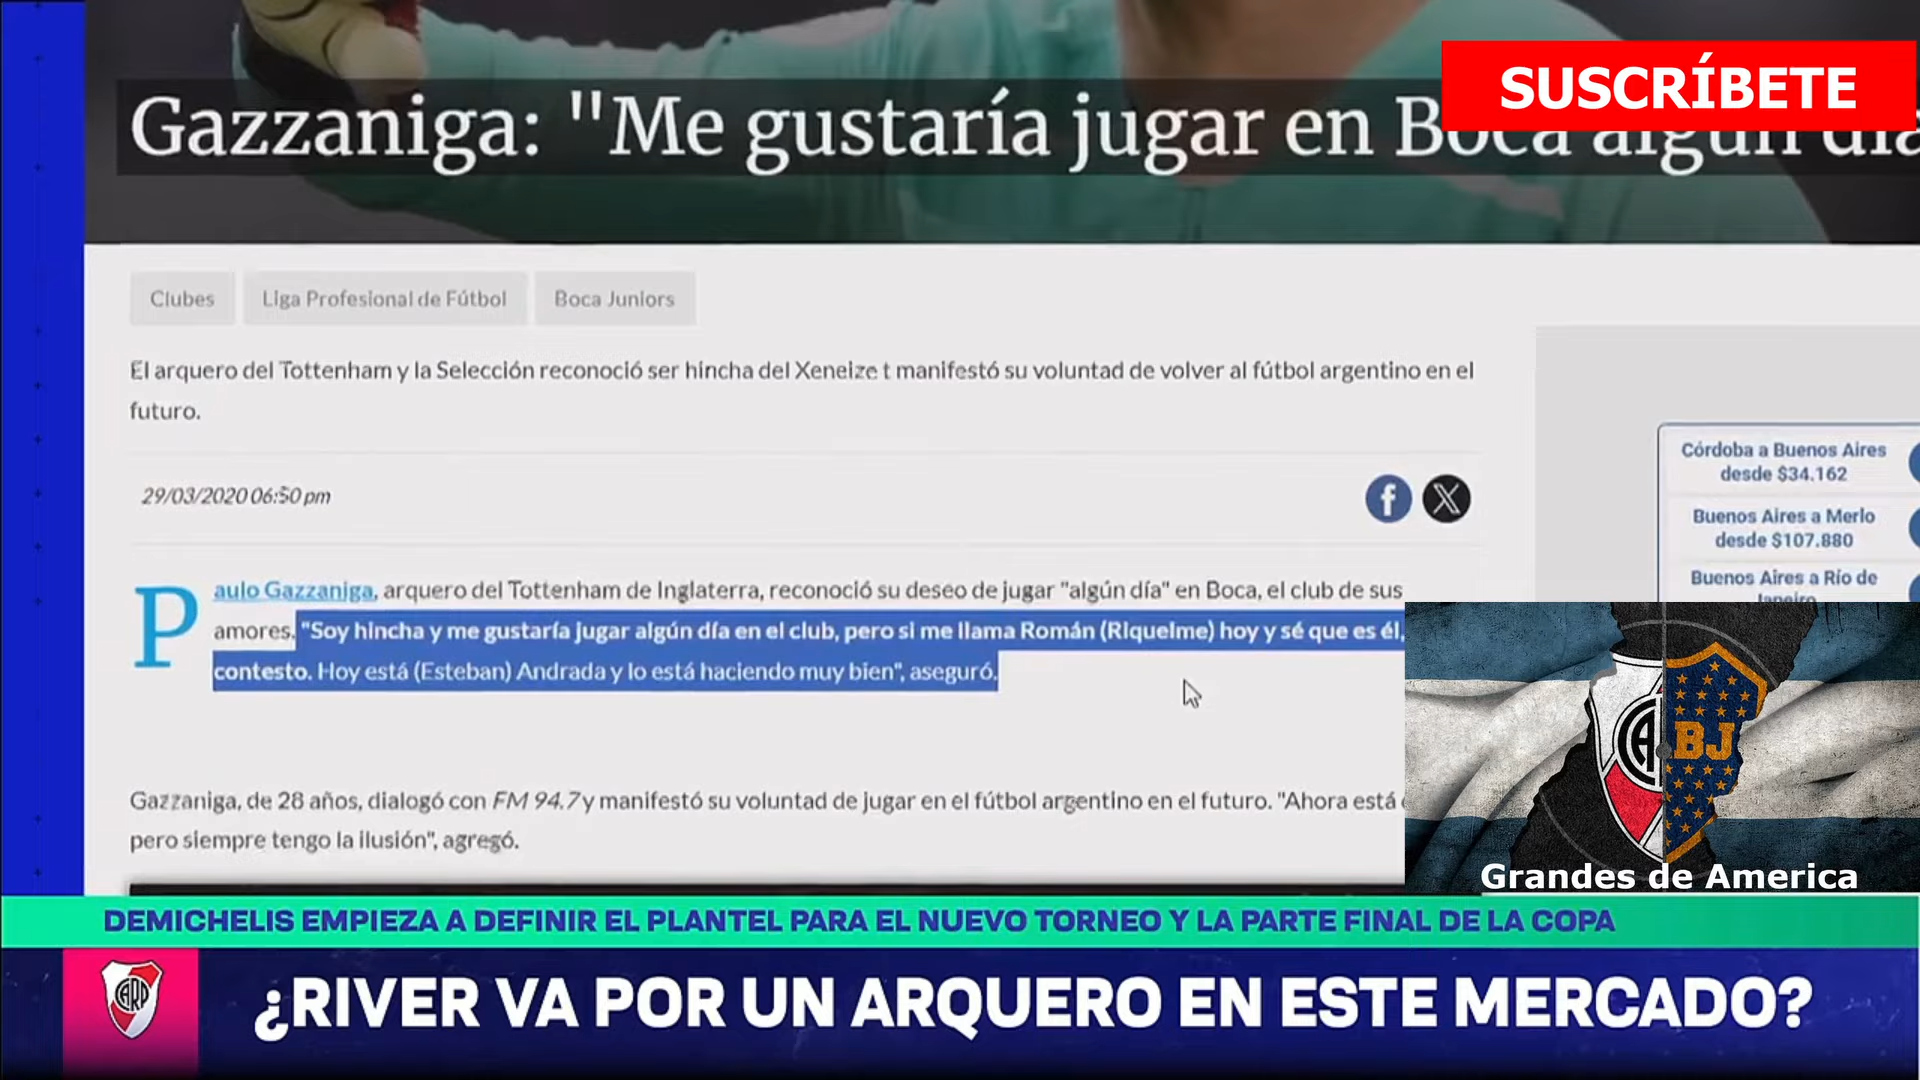 SUSCRÍBETE
Gazzaniga: "Me gustaría jugar en Boca algún día
Clubes
Liga Profesional de Fútbol
Boca Juniors
El arquero del Tottenham y la Selección reconoció ser hincha del Xeneize t manifestó su voluntad de volver al fútbol argentino en el
futuro.
29/03/2020 06:50 pm
Córdoba a Buenos Aires
desde $34.162
Buenos Aires a Merlo
desde $107.880
Buenos Aires a Río de
Janeiro
Paulo Gazzaniga, arquero del Tottenham de Inglaterra, reconoció su deseo de jugar "algún día" en Boca, el club de sus
amores. "Soy hincha y me gustaría jugar algún día en el club, pero si me llama Román (Riquelme) hoy y sé que es él,
contesto. Hoy está (Esteban) Andrada y lo está haciendo muy bien", aseguró.
Gazzaniga, de 28 años, dialogó con FM 94.7 y manifestó su voluntad de jugar en el fútbol argentino en el futuro. "Ahora está
pero siempre tengo la ilusión", agregó.
BJ
Grandes de America
DEMICHELIS EMPIEZA A DEFINIR EL PLANTEL PARA EL NUEVO TORNEO Y LA PARTE FINAL DE LA COPA
CARP
¿RIVER VA POR UN ARQUERO EN ESTE MERCADO?